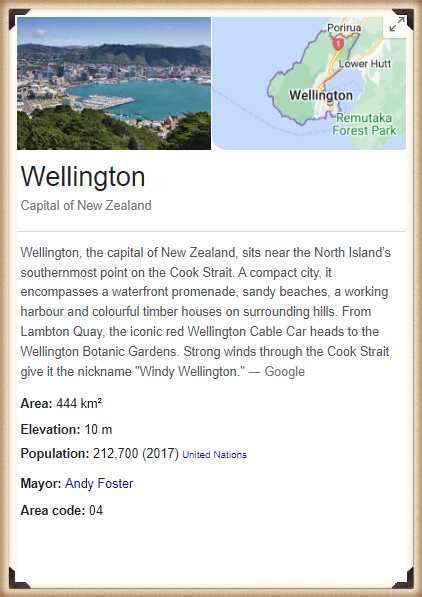 Porirua
1
Lower Hutt
Wellington
Remutaka
Forest Park
Wellington
Capital of New Zealand
Wellington, the capital of New Zealand, sits near the North Island's
southernmost point on the Cook Strait. A compact city, it
encompasses a waterfront promenade, sandy beaches, a working
harbour and colourful timber houses on surrounding hills. From
Lambton Quay, the iconic red Wellington Cable Car heads to the
Wellington Botanic Gardens. Strong winds through the Cook Strait
give it the nickname "Windy Wellington." — Google
Area: 444 km²
Elevation: 10 m
Population: 212,700 (2017) United Nations
Mayor: Andy Foster
Area code: 04